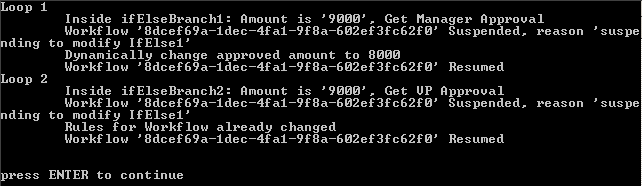 Loop 1
Inside ifElseBranch1: Amount is '9000', Get Manager Approval
Workflow '8dcef69a-1dec-4fa1-9f8a-602ef3fc62f0' Suspended, reason 'suspe
nding to modify IfElse1'
Dynamically change approved amount to 8000
Workflow '8dcef69a-1dec-4fa1-9f8a-602ef3fc62f0' Resumed
Loop 2
Inside ifElseBranch2: Amount is '9000', Get VP Approval
Workflow '8dcef69a-1dec-4fa1-9f8a-602ef3fc62f0' Suspended, reason 'suspe
nding to modify IfElse1'
Rules for Workflow already changed
Workflow '8dcef69a-1dec-4fa1-9f8a-602ef3fc62f0' Resumed
press ENTER to continue